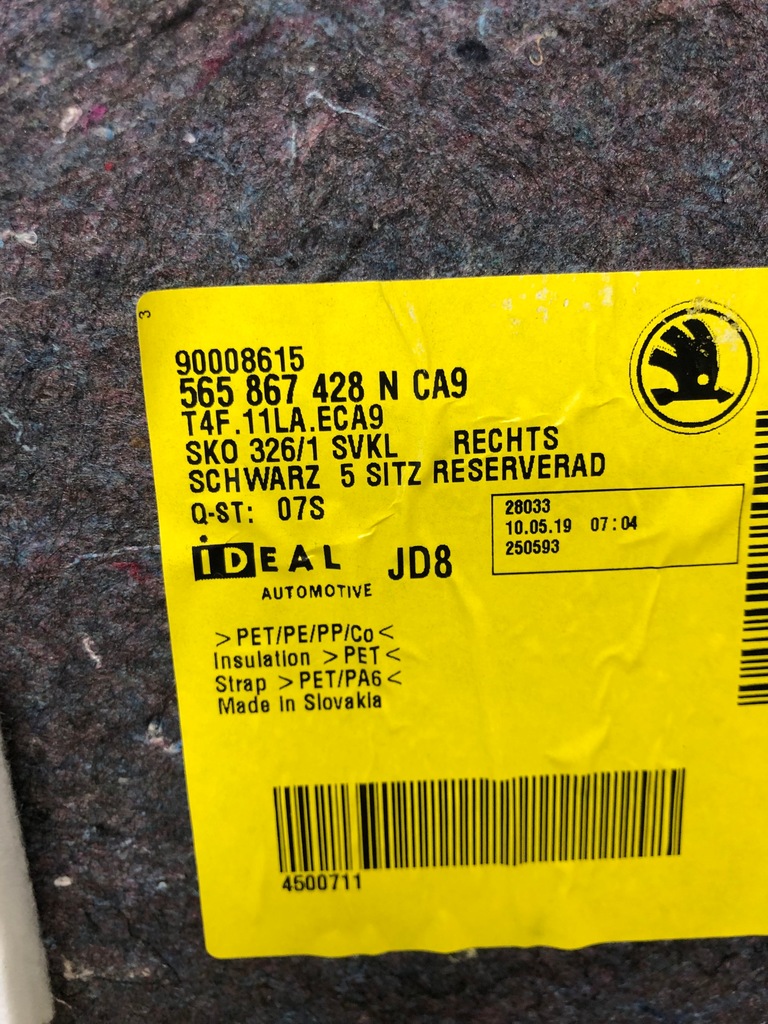 3
90008615
565 867 428 N CA9
T4F.11LA.ECA9
SKO 326/1 SVKL RECHTS
SCHWARZ 5 SITZ RESERVERAD
Q-ST: 07S
28033
10.05.19 07:04
250593
iDEAL
AUTOMOTIVE
JD8
>PET/PE/PP/Co<
Insulation >PET<
Strap >PET/PA6<
Made In Slovakia
4500711